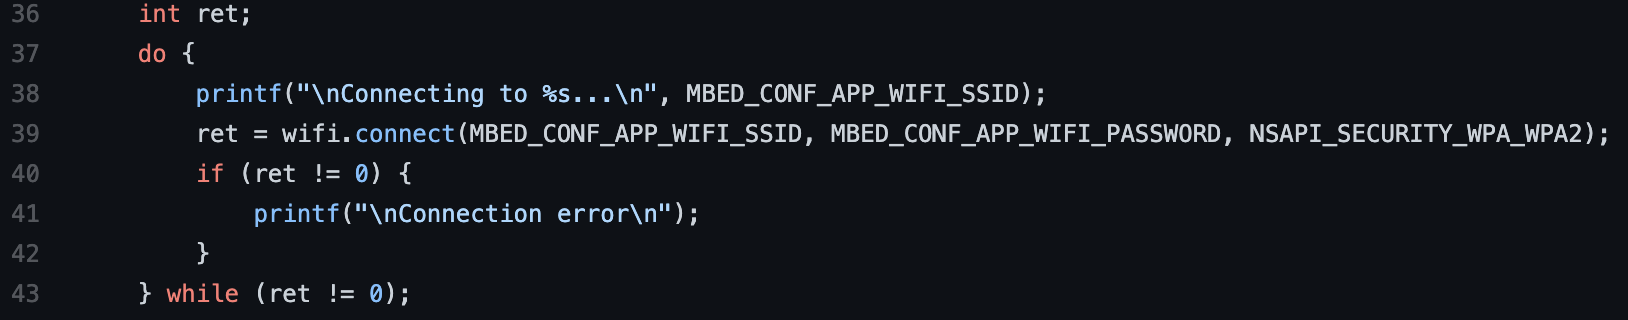 36 int ret;
37 do {
38 printf("\nConnecting to %s...\n", MBED_CONF_APP_WIFI_SSID);
39 ret = wifi.connect(MBED_CONF_APP_WIFI_SSID, MBED_CONF_APP_WIFI_PASSWORD, NSAPI_SECURITY_WPA_WPA2);
40 if (ret != 0) {
41 printf("\nConnection error\n");
42 }
43 } while (ret != 0);